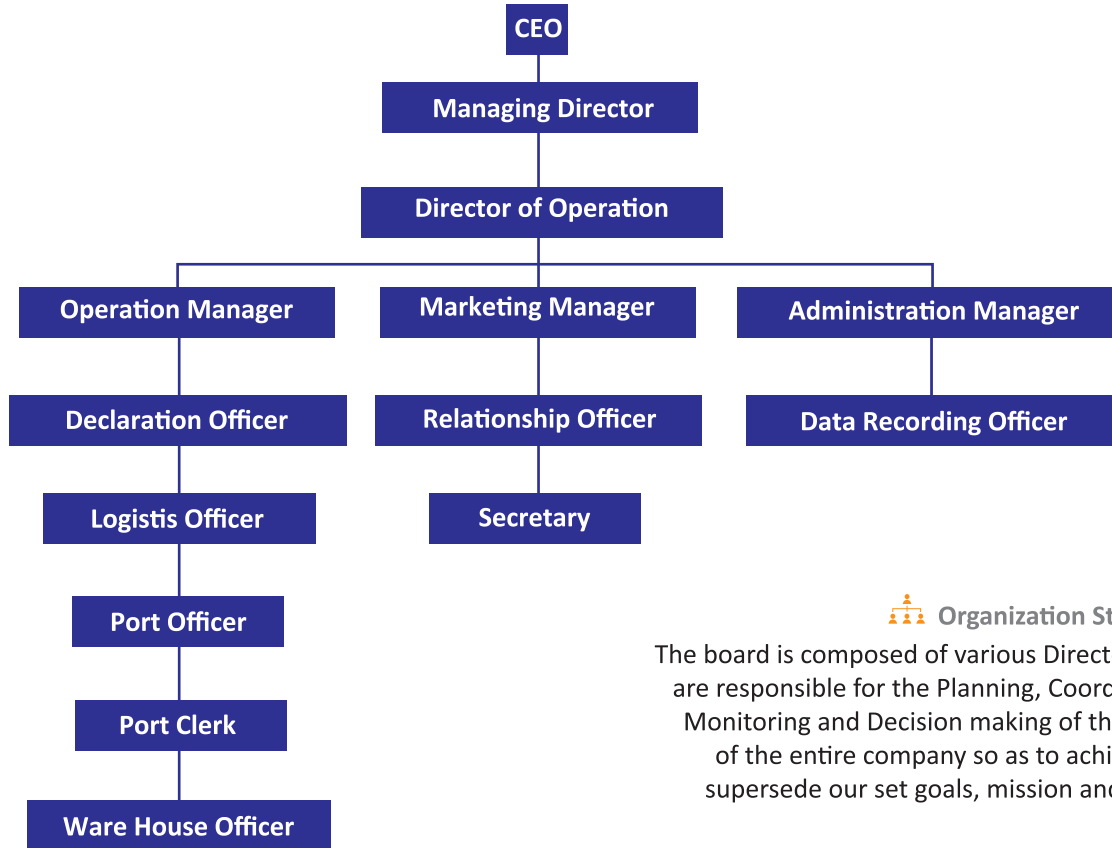 CEO
Managing Director
Director of Operation
Operation Manager
Marketing Manager
Administration Manager
Declaration Officer
Relationship Officer
Data Recording Officer
Logistis Officer
Secretary
Port Officer
Port Clerk
Ware House Officer
Organization
The board is composed of various
are responsible for the Planning,
Monitoring and Decision making of
of the entire company so as to
supersede our set goals, mission and